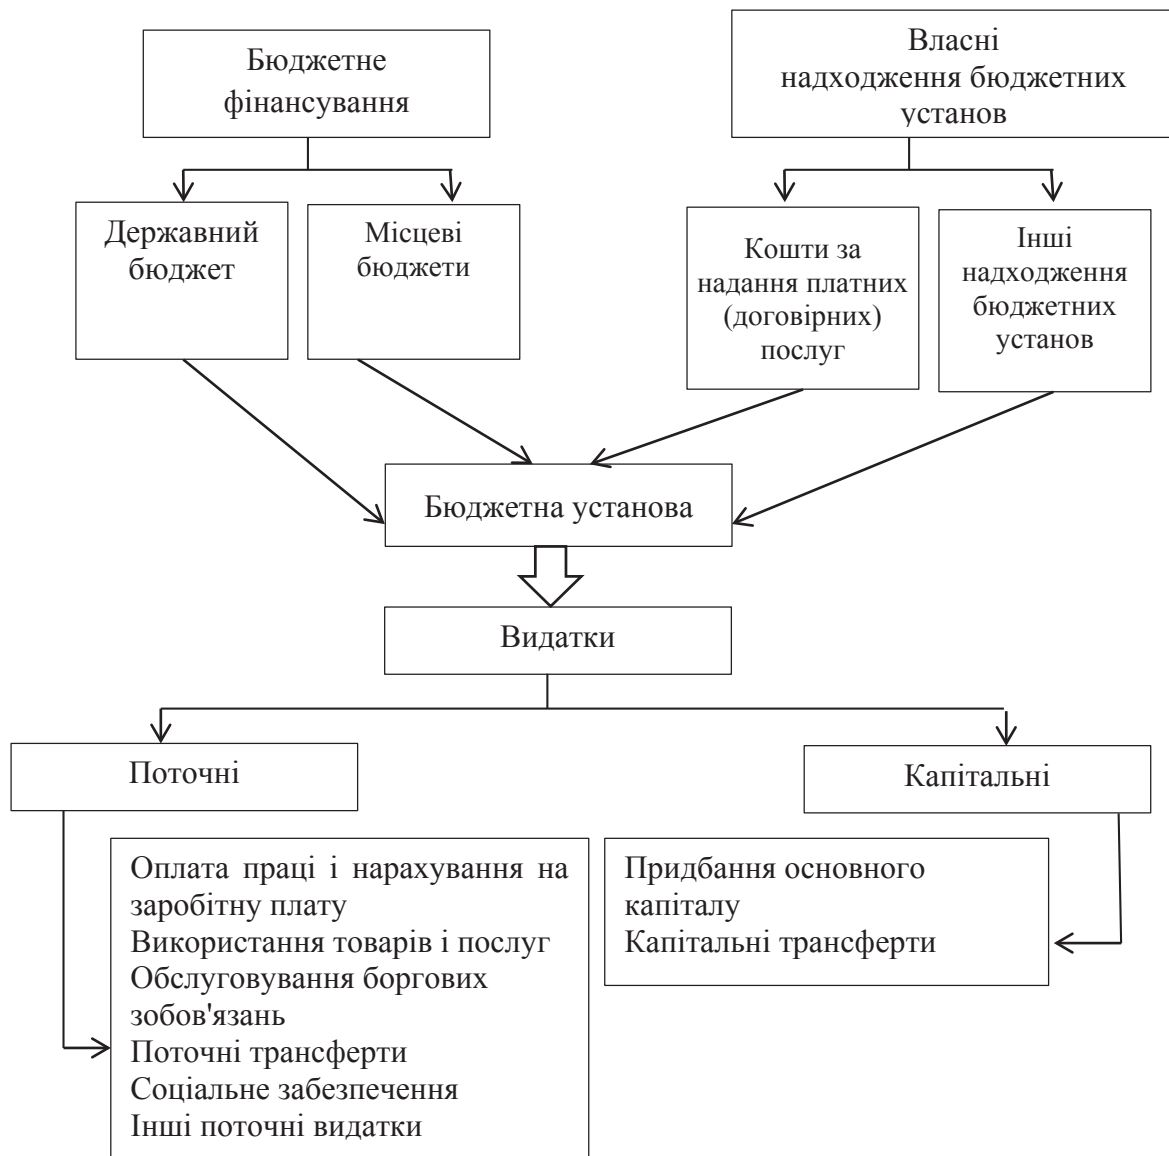 Бюджетне
фінансування
Власні
надходження бюджетних
установ
Державний
бюджет
Місцеві
бюджети
Кошти за
надання платних
(договірних)
послуг
Інші
надходження
бюджетних
установ
Бюджетна установа
Видатки
Поточні
Капітальні
Оплата праці і нарахування на
заробітну плату
Використання товарів і послуг
Обслуговування боргових
зобов'язань
Поточні трансферти
Соціальне забезпечення
Інші поточні видатки
Придбання основного
капіталу
Капітальні трансферти